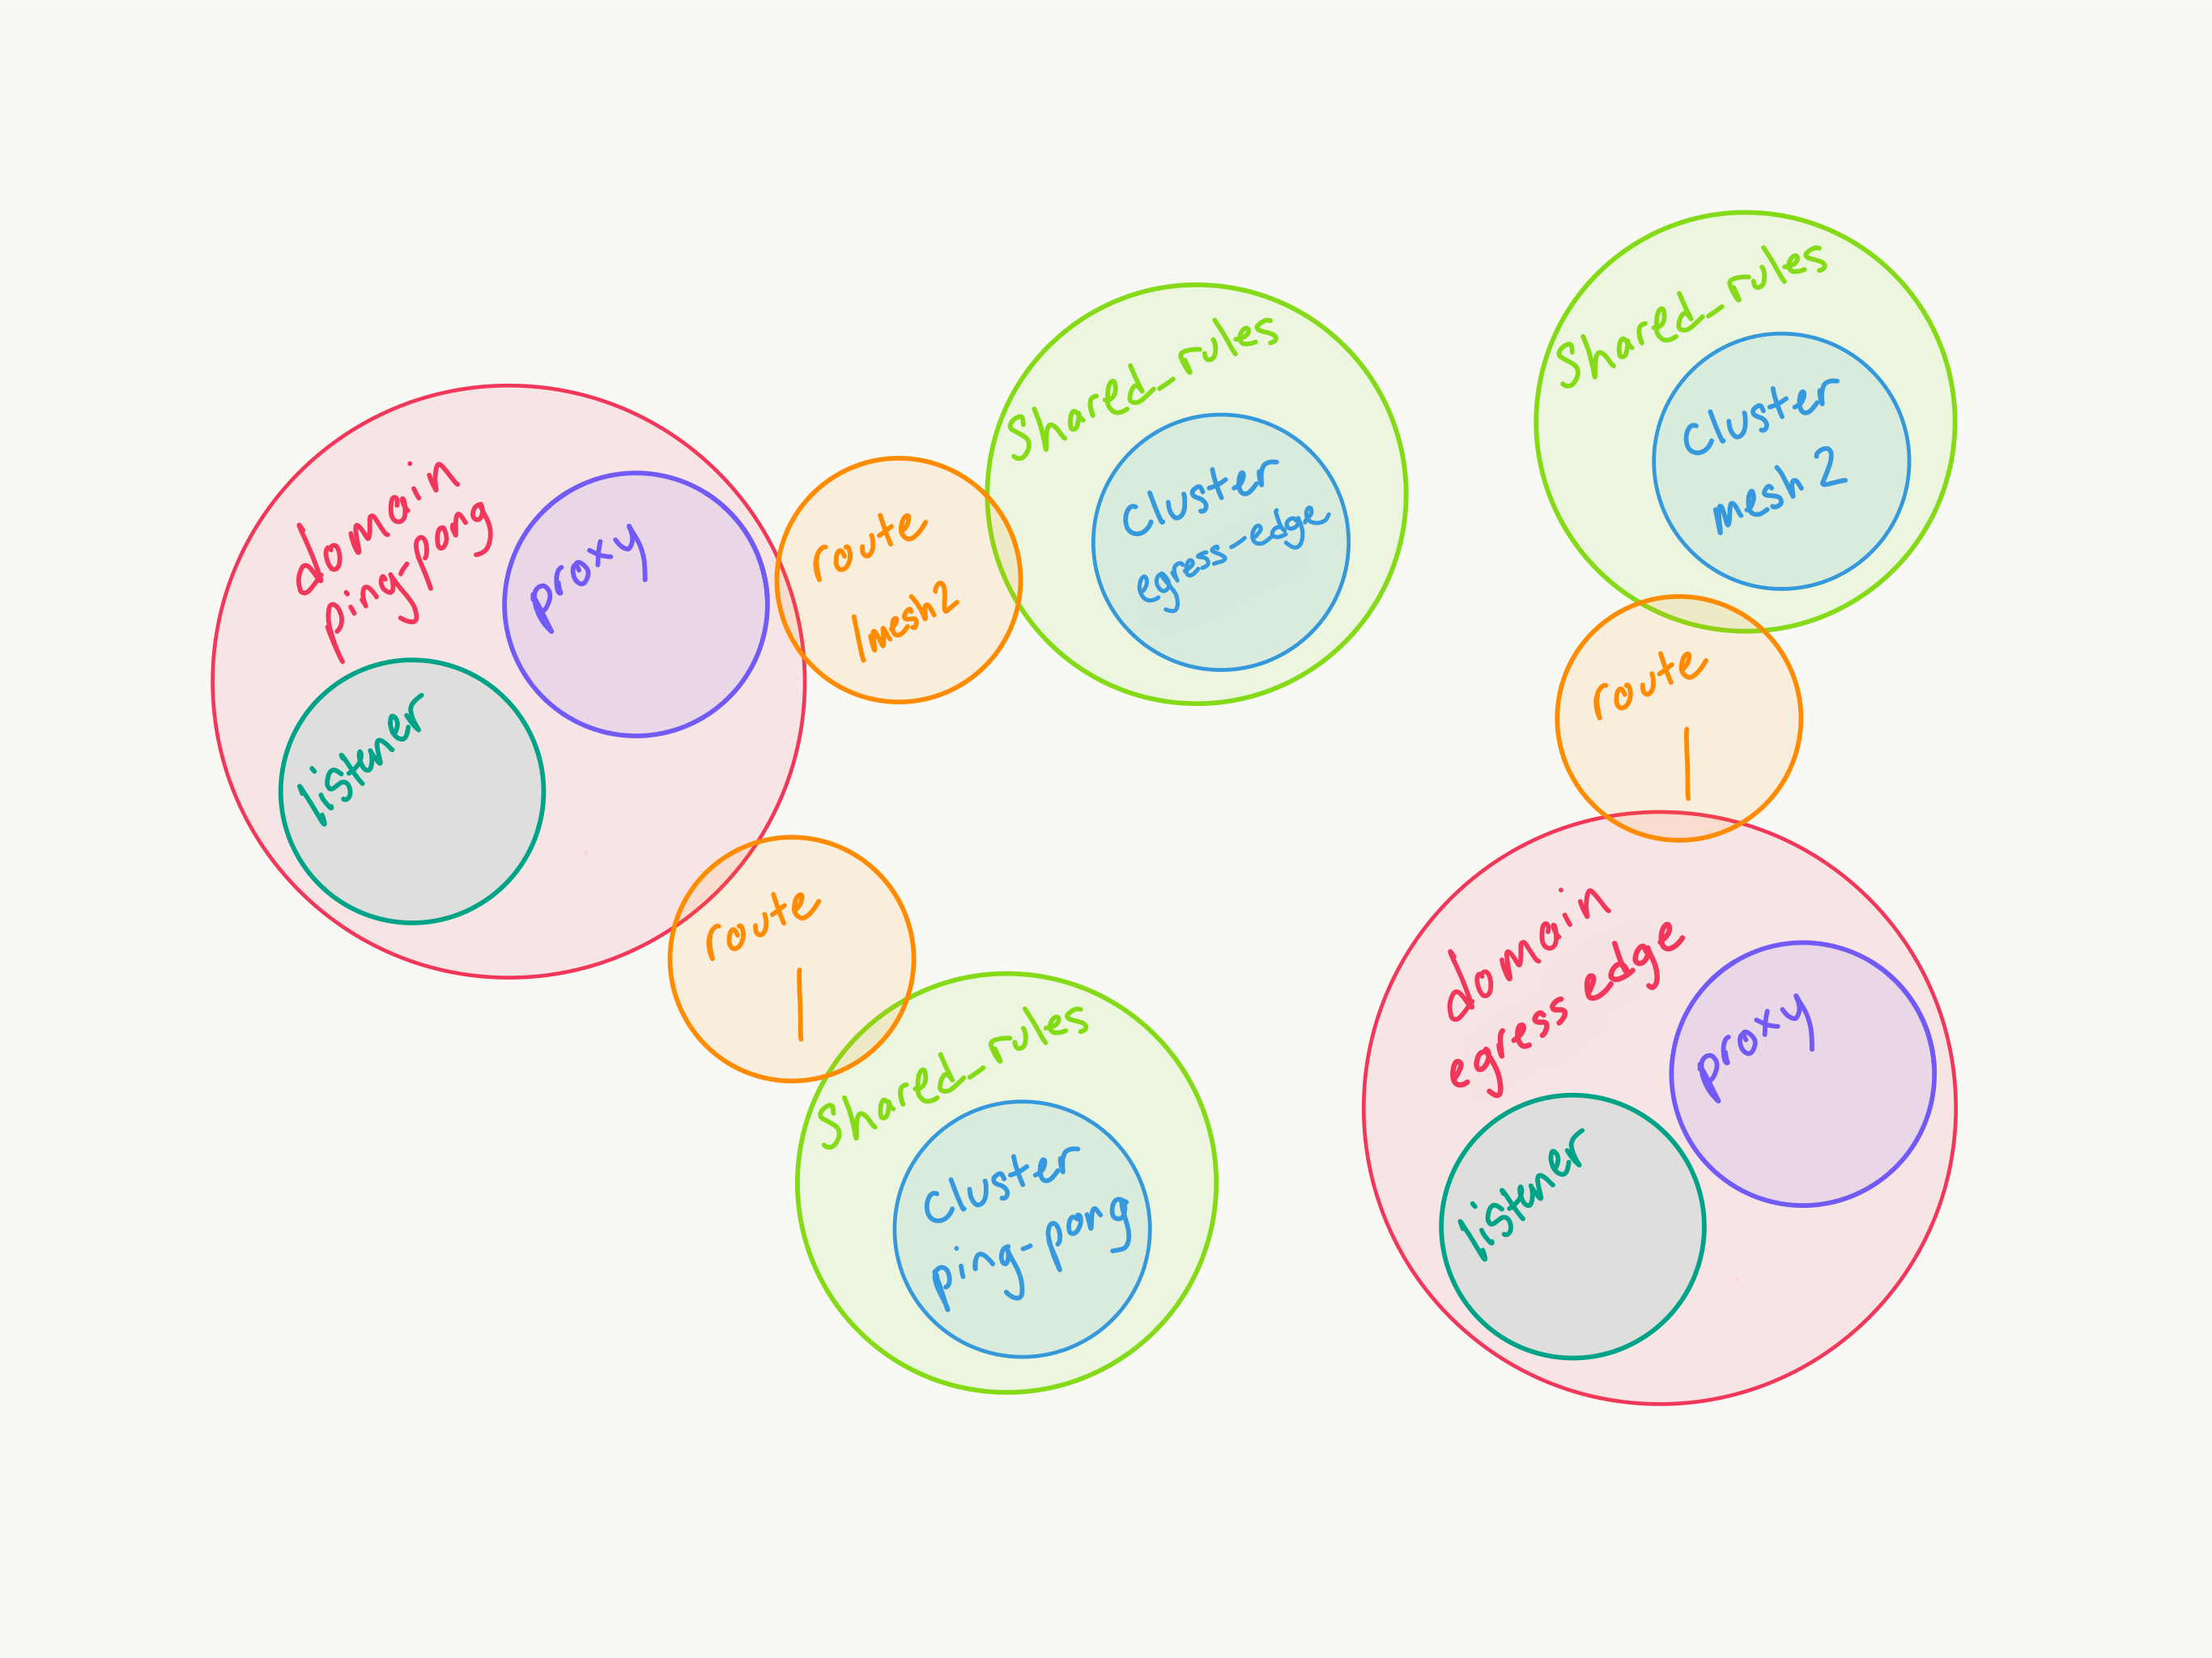 domain
ping-pong
proxy
listener
route
/mesh2
shared_rules
cluster
egress-edge
route
/
shared_rules
cluster
ping-pong
shared_rules
cluster
mesh 2
route
/
domain
egress edge
proxy
listener